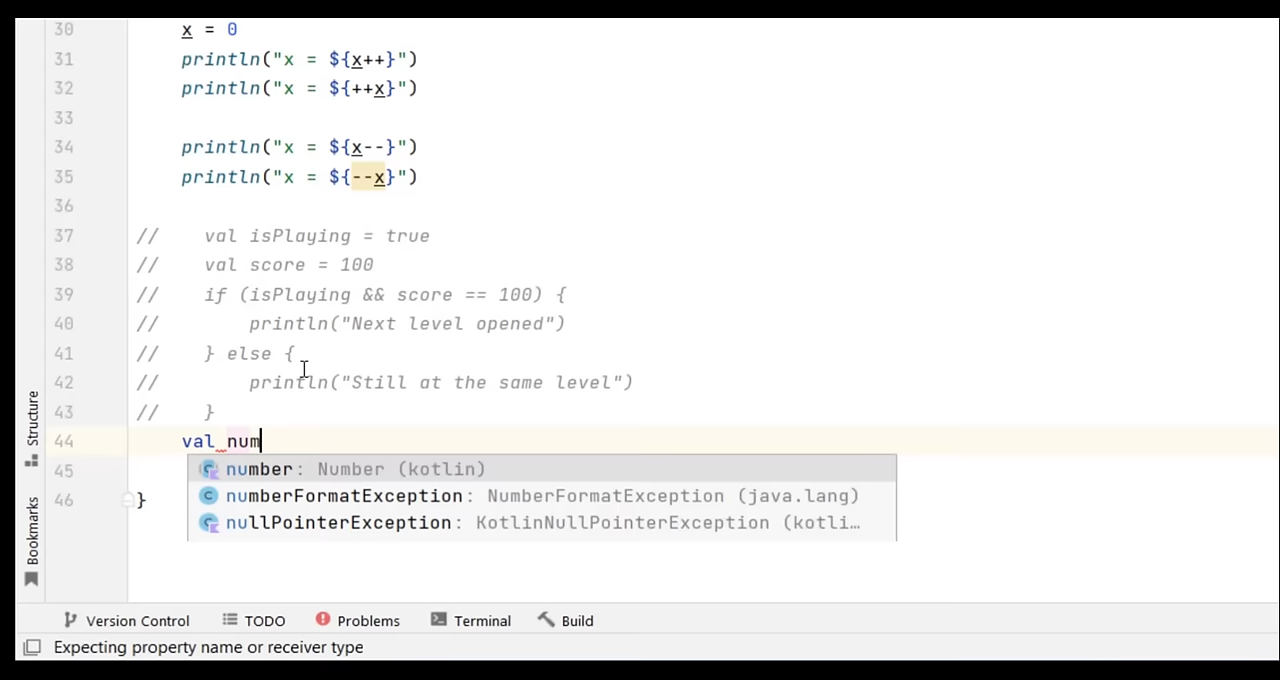 30 x = 0
31 println("x = ${x++}")
32 println("x = ${++x}")
33
34 println("x = ${x--}")
35 println("x = ${--x}")
36
37 // val isPlaying = true
38 // val score = 100
39 // if (isPlaying && score == 100) {
40 // println("Next level opened")
41 // } else {
42 // println("Still at the same level")
43 // }
44 val num
number: Number (kotlin)
45
numberFormatException: NumberFormatException (java.lang)
46 }
nullPointerException: KotlinNullPointerException (kotli…
Structure
Bookmarks
Version Control TODO Problems Terminal Build
Expecting property name or receiver type